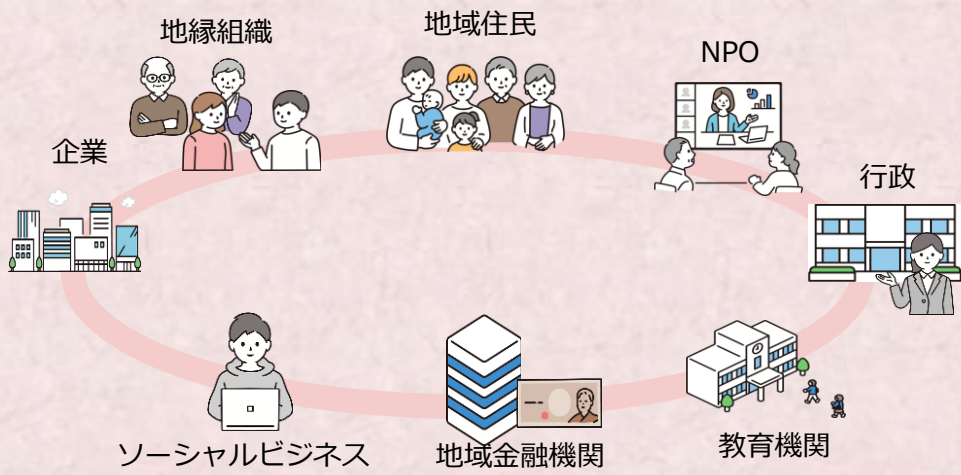 地縁組織
地域住民
NPO
企業
行政
ソーシャルビジネス
地域金融機関
教育機関